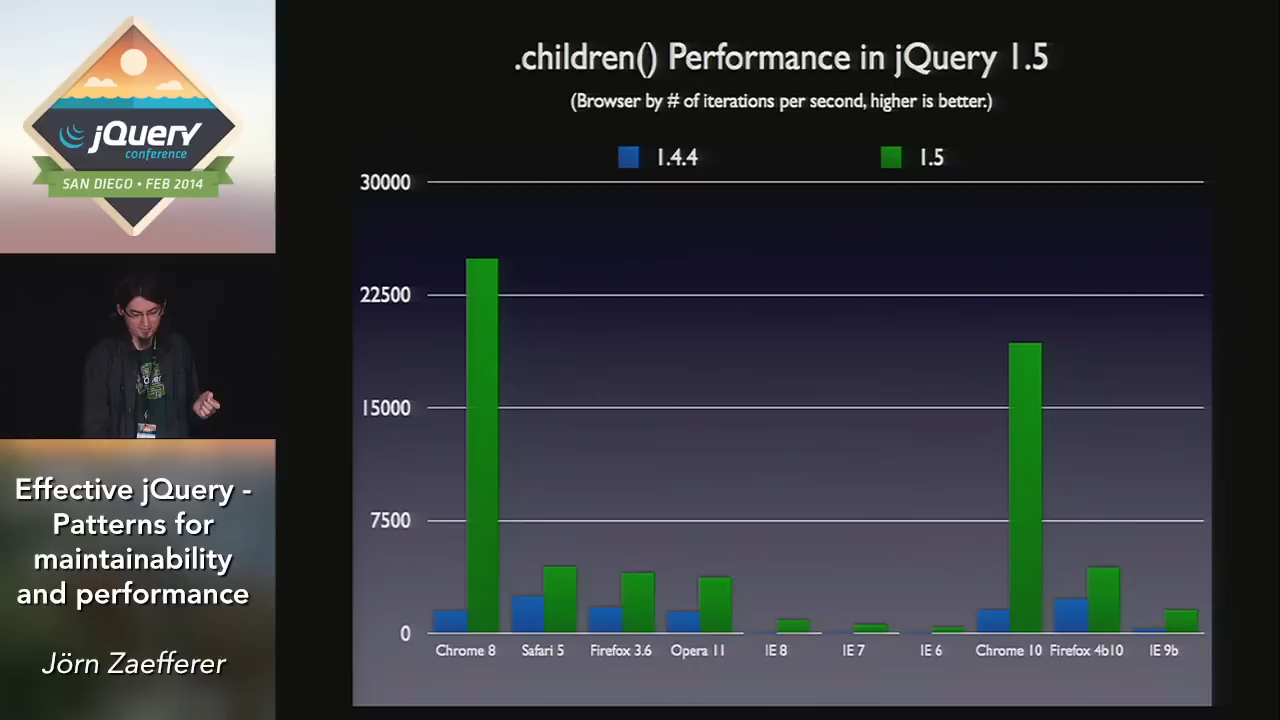 jQuery
conference
SAN DIEGO • FEB 2014
Effective jQuery -
Patterns for
maintainability
and performance
Jörn Zaefferer
.children() Performance in jQuery 1.5
(Browser by # of iterations per second, higher is better.)
1.4.4 1.5
30000
22500
15000
7500
0
Chrome 8 Safari 5 Firefox 3.6 Opera 11 IE 8 IE 7 IE 6 Chrome 10 Firefox 4b10 IE 9b